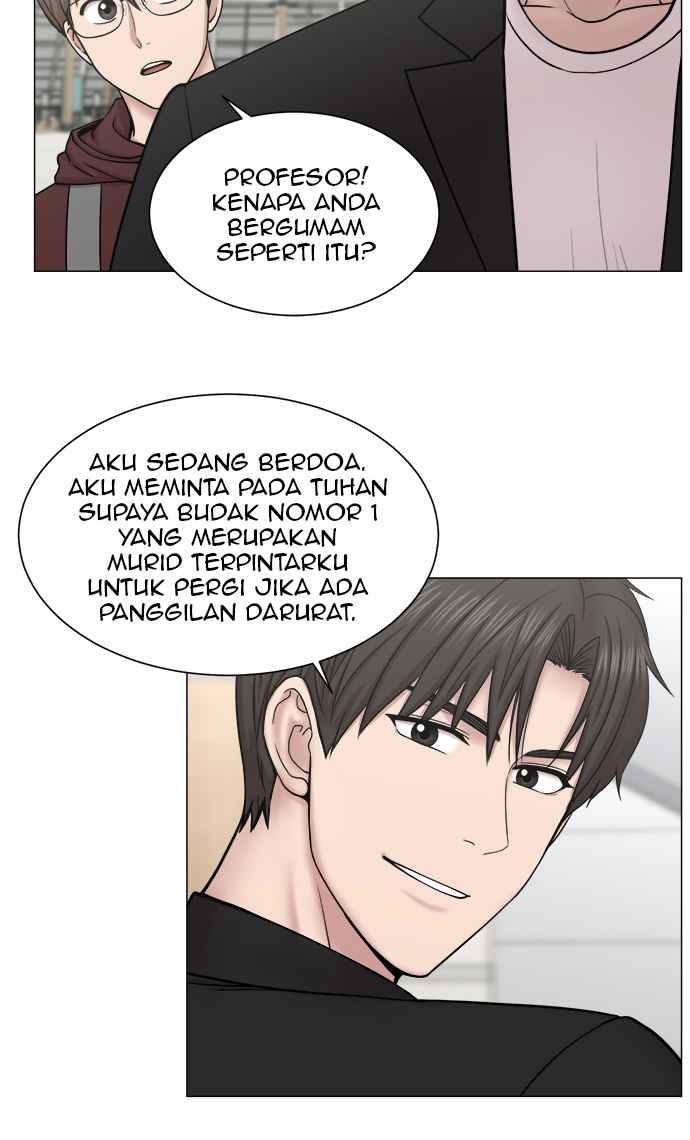 PROFESOR!
KENAPA ANDA
BERGUMAM
SEPERTI ITU?
AKU SEDANG BERDOA.
AKU MEMINTA PADA TUHAN
SUPAYA BUDAK NOMOR 1
YANG MERUPAKAN
MURID TERPINTARKU
UNTUK PERGI JIKA ADA
PANGGILAN DARURAT.